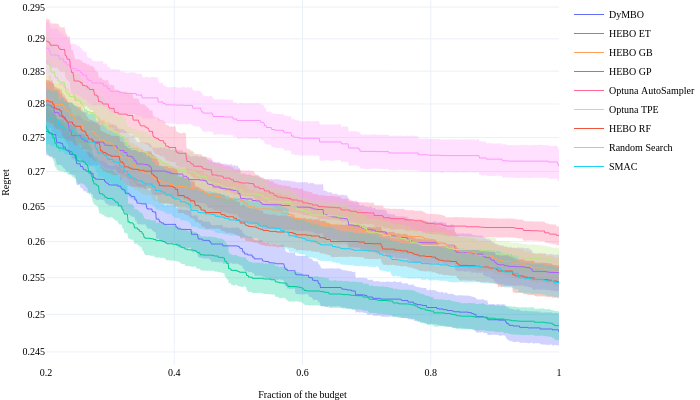 0.295
0.29
0.285
0.28
0.275
0.27
0.265
0.26
0.255
0.25
0.245
Regret
0.2
0.4
0.6
0.8
1
Fraction of the budget
DyMBO
HEBO ET
HEBO GB
HEBO GP
Optuna AutoSampler
Optuna TPE
HEBO RF
Random Search
SMAC